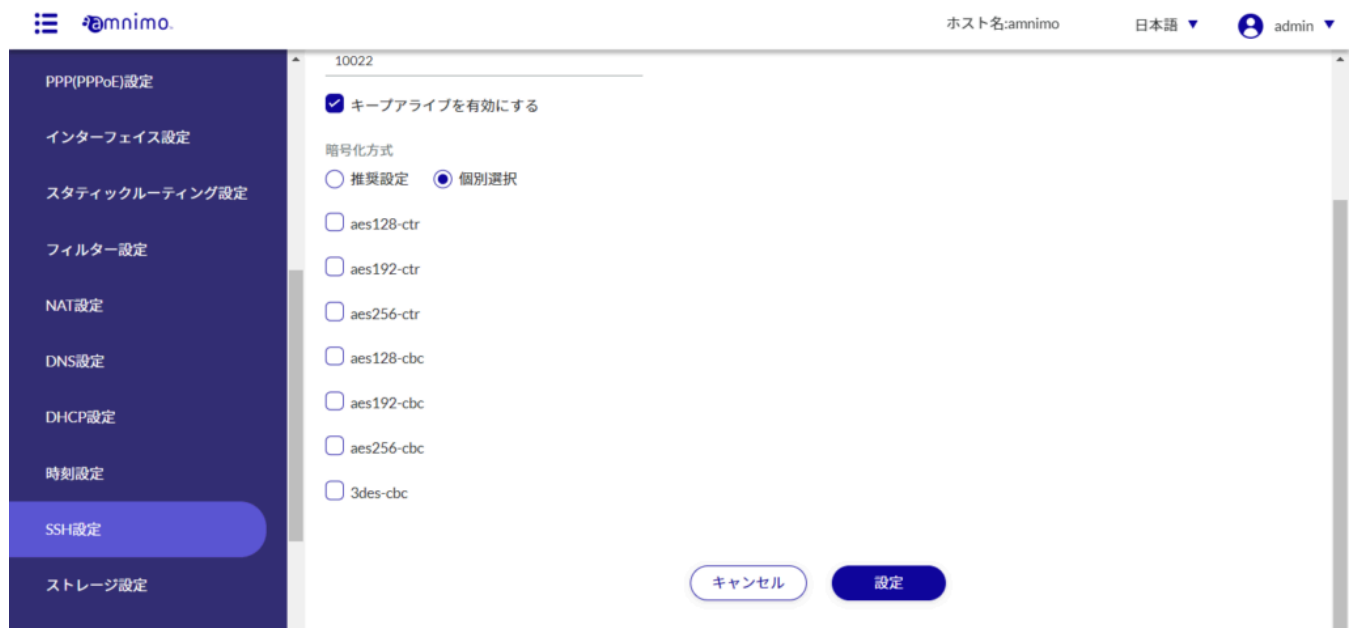 amnimo.
ホスト名:amnimo
日本語 ▼
admin ▼
PPP(PPPoE)設定
インターフェイス設定
スタティックルーティング設定
フィルター設定
NAT設定
DNS設定
DHCP設定
時刻設定
SSH設定
ストレージ設定
10022
キープアライブを有効にする
暗号化方式
推奨設定 個別選択
aes128-ctr
aes192-ctr
aes256-ctr
aes128-cbc
aes192-cbc
aes256-cbc
3des-cbc
キャンセル 設定